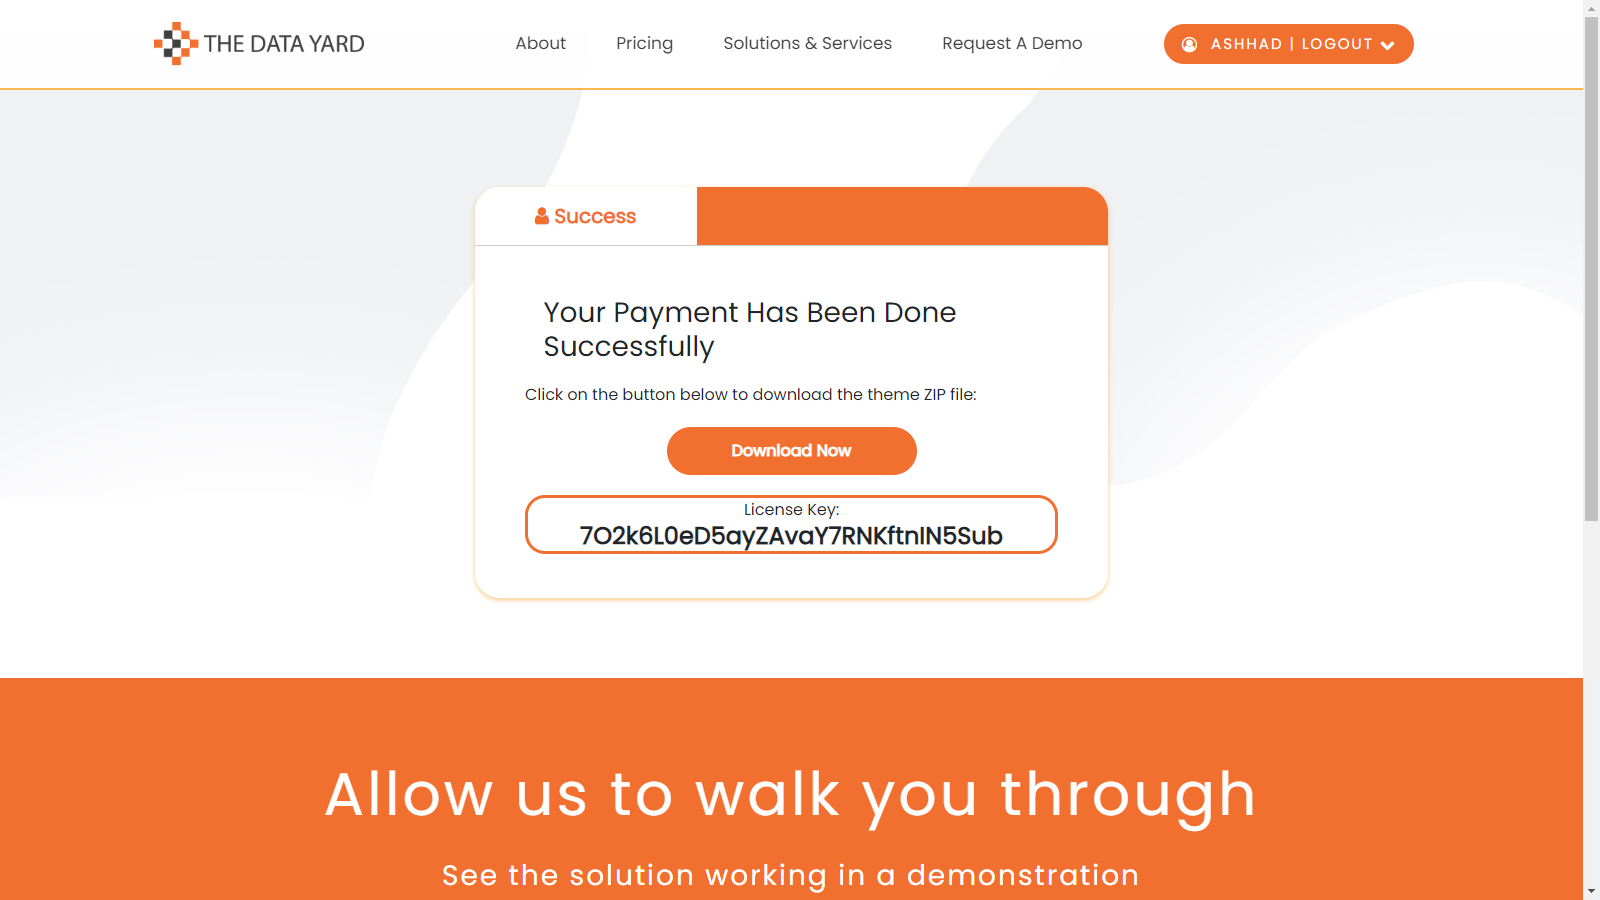 THE DATA YARD
About Pricing Solutions & Services Request A Demo
ASHHAD | LOGOUT
Success
Your Payment Has Been Done
Successfully
Click on the button below to download the theme ZIP file:
Download Now
License Key:
7O2k6L0eD5ayZAvaY7RNKftnIN5Sub
Allow us to walk you through
See the solution working in a demonstration